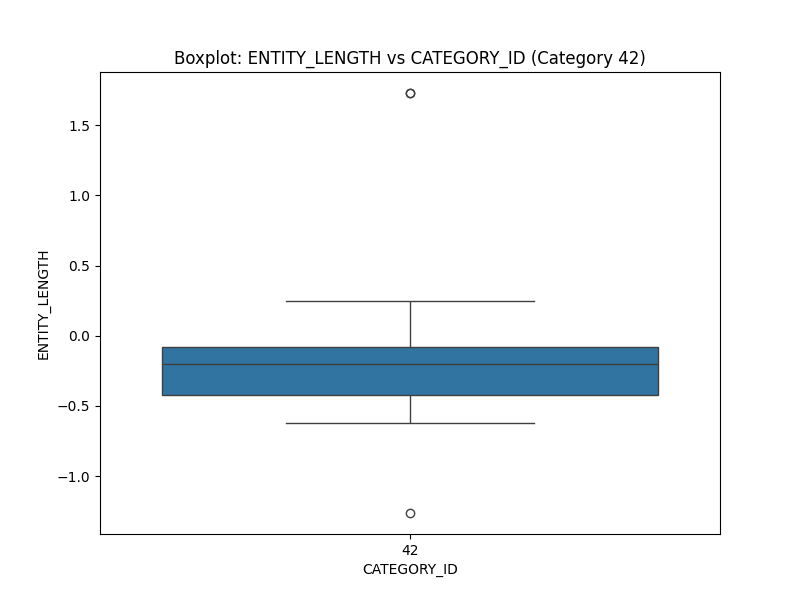 Boxplot: ENTITY_LENGTH vs CATEGORY_ID (Category 42)
1.5
1.0
0.5
0.0
−0.5
−1.0
ENTITY_LENGTH
42
CATEGORY_ID